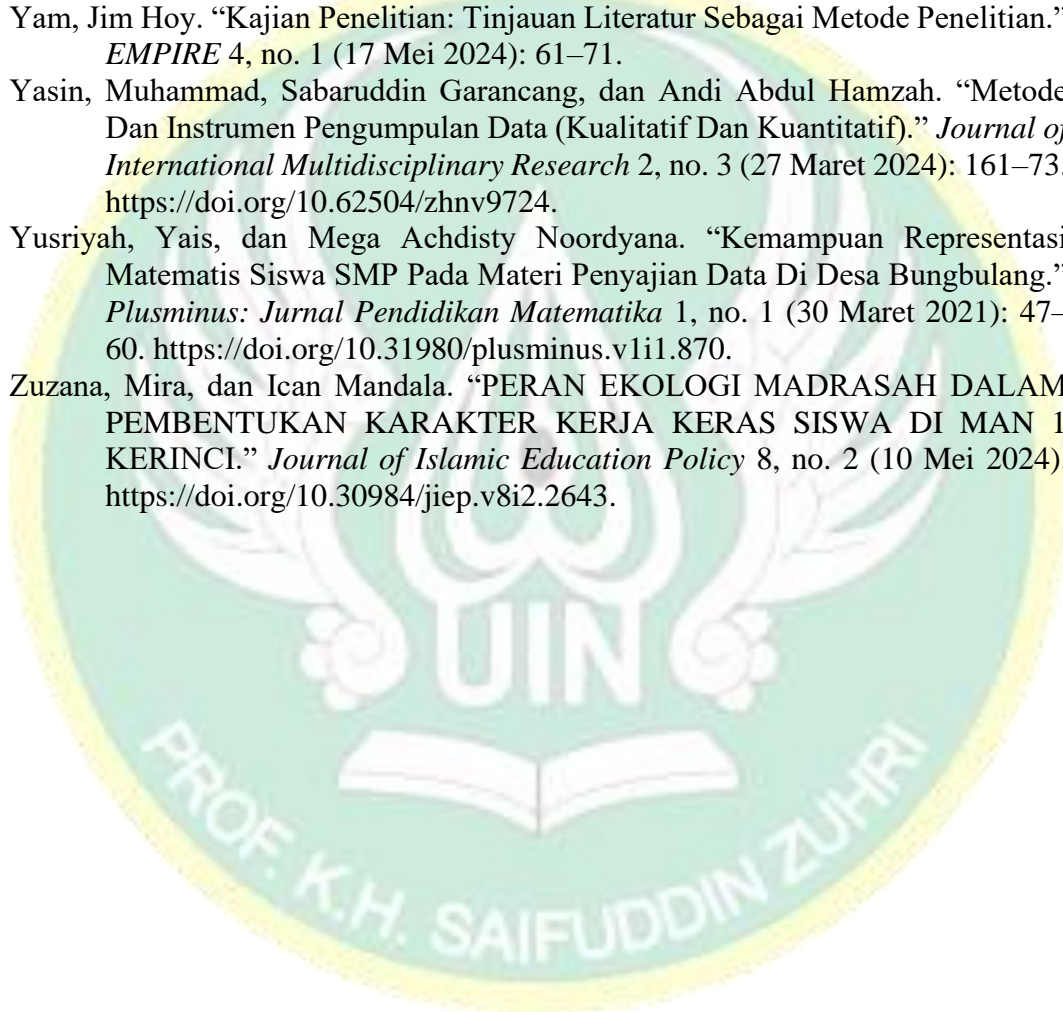 Yam, Jim Hoy. “Kajian Penelitian: Tinjauan Literatur Sebagai Metode Penelitian.”
EMPIRE 4, no. 1 (17 Mei 2024): 61–71.
Yasin, Muhammad, Sabaruddin Garancang, dan Andi Abdul Hamzah. “Metode
Dan Instrumen Pengumpulan Data (Kualitatif Dan Kuantitatif).” Journal of
International Multidisciplinary Research 2, no. 3 (27 Maret 2024): 161–73.
https://doi.org/10.62504/zhnv9724.
Yusriyah, Yais, dan Mega Achdisty Noordyana. “Kemampuan Representasi
Matematis Siswa SMP Pada Materi Penyajian Data Di Desa Bungbulang.”
Plusminus: Jurnal Pendidikan Matematika 1, no. 1 (30 Maret 2021): 47–
60. https://doi.org/10.31980/plusminus.v1i1.870.
Zuzana, Mira, dan Ican Mandala. “PERAN EKOLOGI MADRASAH DALAM
PEMBENTUKAN KARAKTER KERJA KERAS SISWA DI MAN 1
KERINCI.” Journal of Islamic Education Policy 8, no. 2 (10 Mei 2024)
https://doi.org/10.30984/jiep.v8i2.2643.
UIN
PROF. K.H. SAIFUDDIN ZUHRI